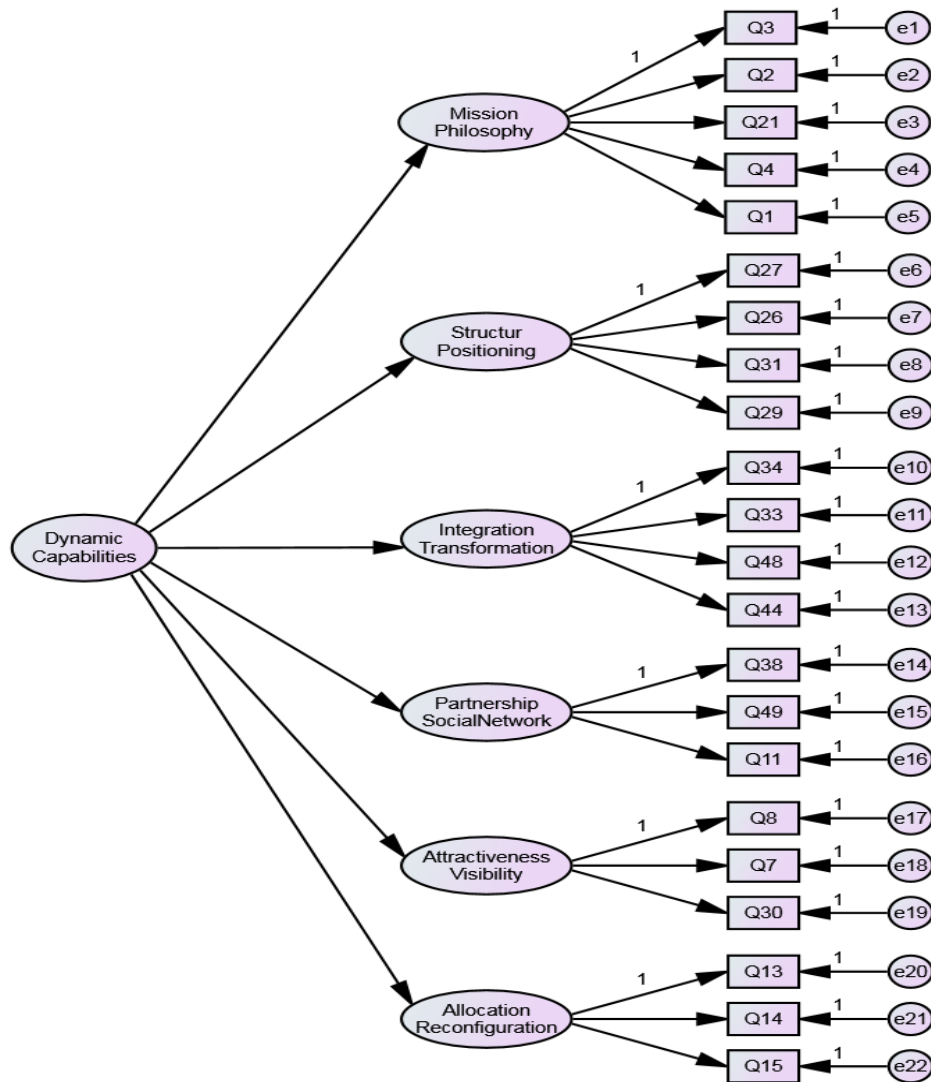 Q3
1
e1
1
Q2
1
e2
Mission
Philosophy
Q21
1
e3
Q4
1
e4
Q1
1
e5
Q27
1
e6
1
Q26
1
e7
Structur
Positioning
Q31
1
e8
Q29
1
e9
Q34
1
e10
1
Q33
1
e11
Dynamic
Capabilities
Integration
Transformation
Q48
1
e12
Q44
1
e13
Q38
1
e14
1
Partnership
SocialNetwork
Q49
1
e15
Q11
1
e16
Q8
1
e17
1
Attractiveness
Visibility
Q7
1
e18
Q30
1
e19
Q13
1
e20
1
Allocation
Reconfiguration
Q14
1
e21
Q15
1
e22